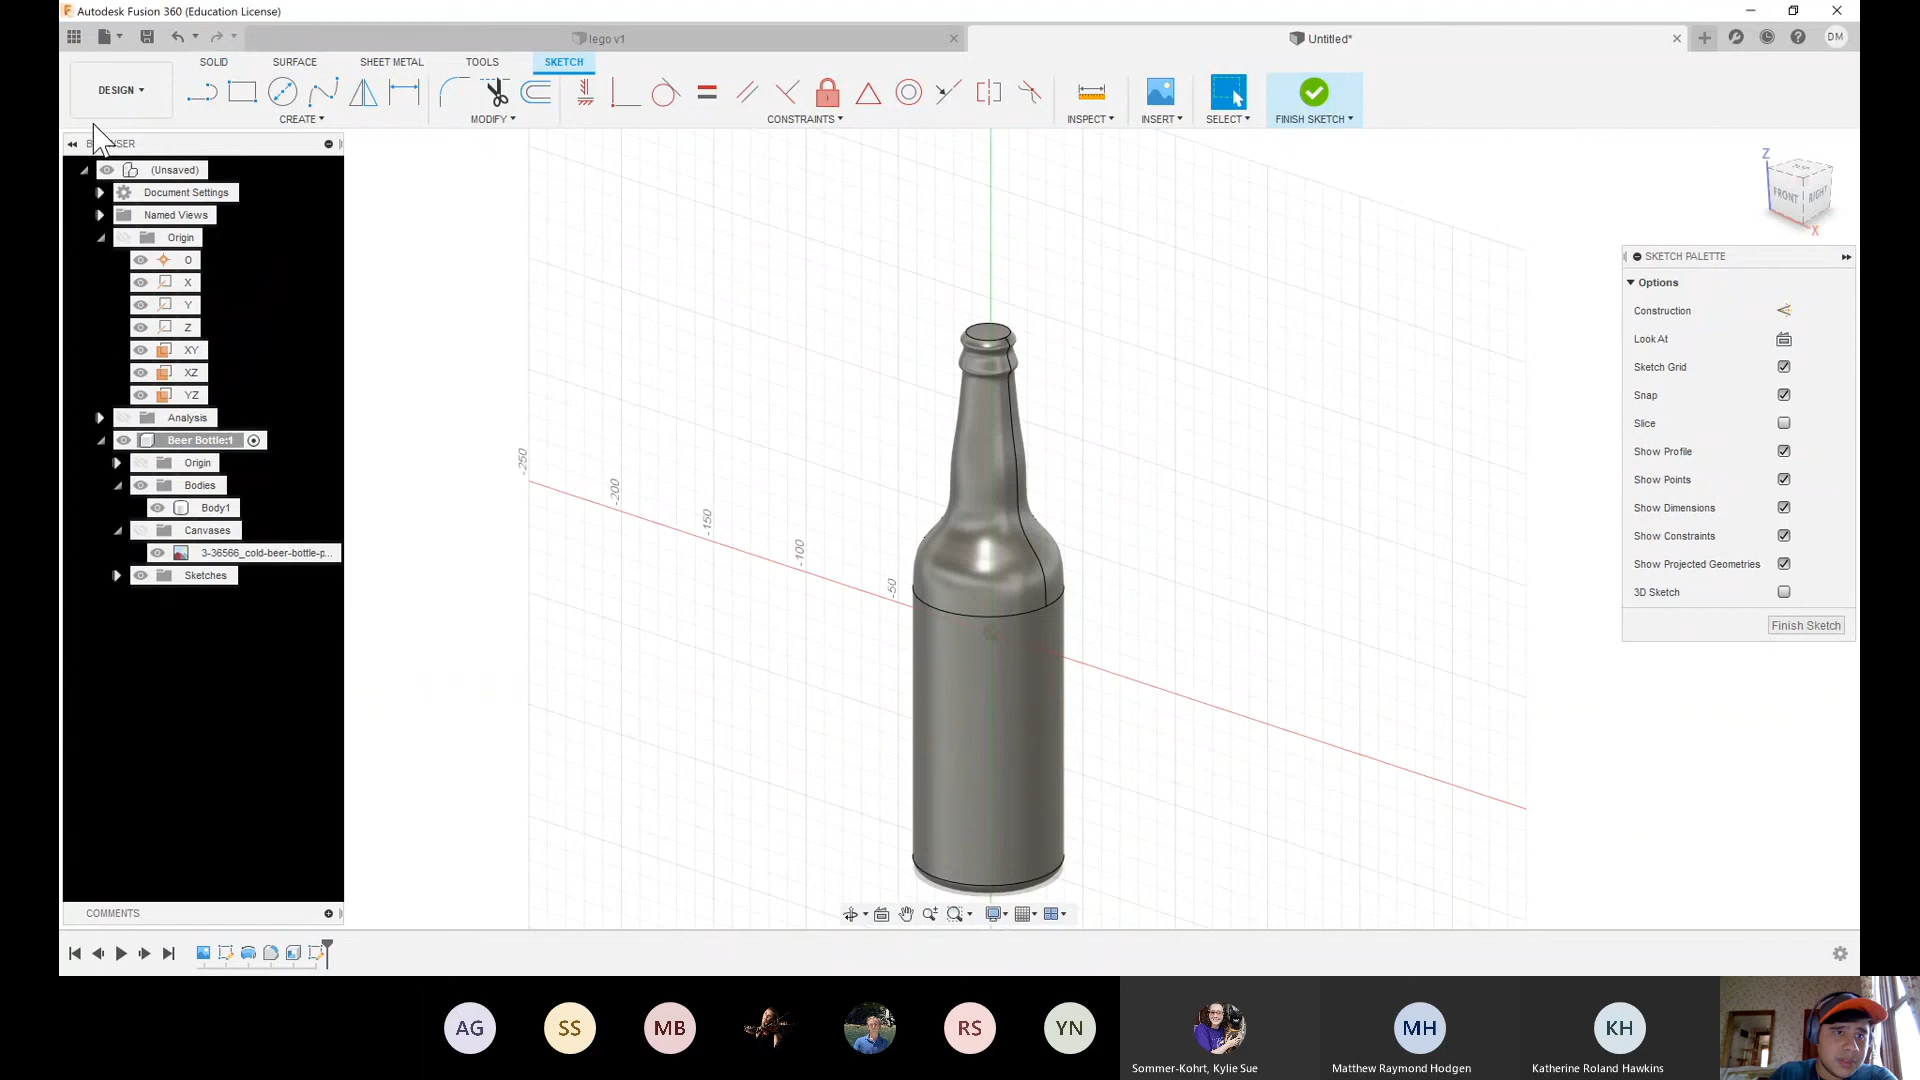 Autodesk Fusion 360 (Education License)
lego v1
Untitled*
DM
DESIGN
SOLID
SURFACE
SHEET METAL
TOOLS
SKETCH
CREATE
MODIFY
CONSTRAINTS
INSPECT
INSERT
SELECT
FINISH SKETCH
(Unsaved)
Document Settings
Named Views
Origin
O
X
Y
Z
XY
XZ
YZ
Analysis
Beer Bottle:1
Origin
Bodies
Body1
Canvases
3-36566_cold-beer-bottle-p...
Sketches
COMMENTS
-250
-200
-150
-100
-50
Z
FRONT
RIGHT
X
SKETCH PALETTE
Options
Construction
Look At
Sketch Grid
Snap
Slice
Show Profile
Show Points
Show Dimensions
Show Constraints
Show Projected Geometries
3D Sketch
Finish Sketch
AG
SS
MB
RS
YN
MH
KH
Sommer-Kohrt, Kylie Sue
Matthew Raymond Hodgen
Katherine Roland Hawkins